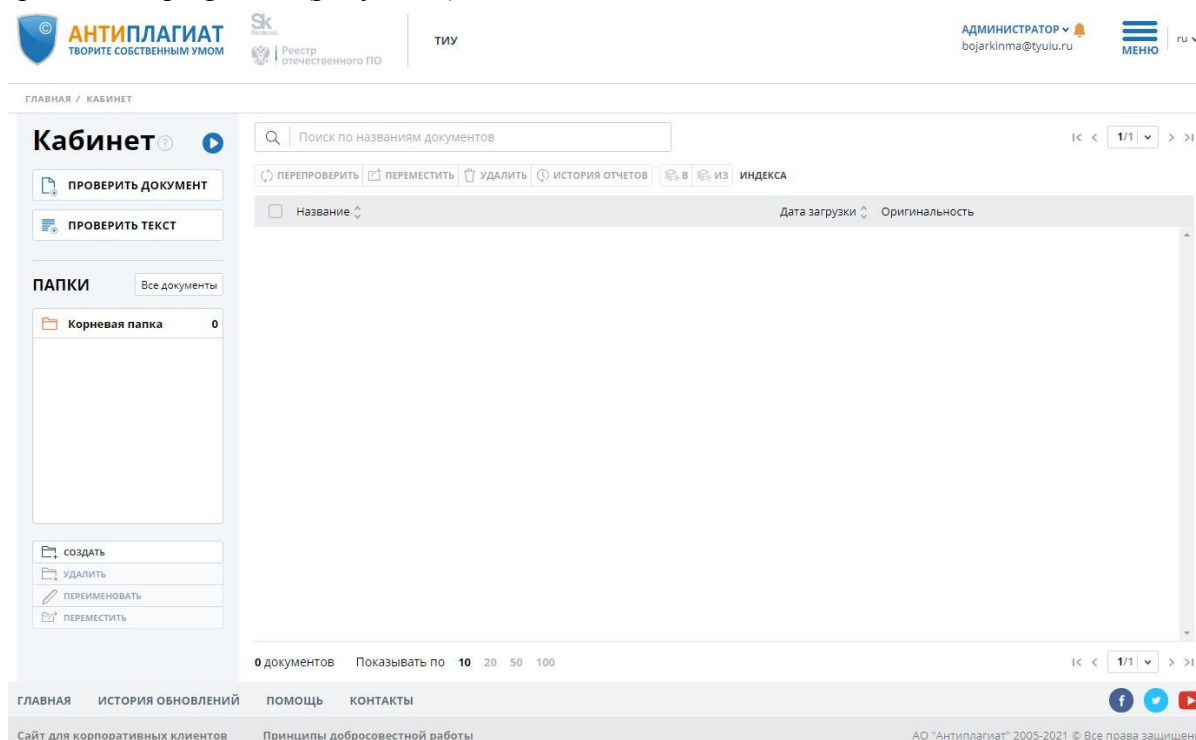 АНТИПЛАГИАТ
ТВОРИТЕ СОБСТВЕННЫМ УМОМ
Sk
Skolkovo
Реестр
отечественного ПО
ТИУ
АДМИНИСТРАТОР
bojarkinma@tyuiu.ru
МЕНЮ
ru
ГЛАВНАЯ / КАБИНЕТ
Кабинет ?
ПРОВЕРИТЬ ДОКУМЕНТ
ПРОВЕРИТЬ ТЕКСТ
ПАПКИ Все документы
Корневая папка 0
СОЗДАТЬ
УДАЛИТЬ
ПЕРЕИМЕНОВАТЬ
ПЕРЕМЕСТИТЬ
Поиск по названиям документов
1/1
ПЕРЕПРОВЕРИТЬ ПЕРЕМЕСТИТЬ УДАЛИТЬ ИСТОРИЯ ОТЧЕТОВ В ИЗ ИНДЕКСА
Название Дата загрузки Оригинальность
0 документов Показывать по 10 20 50 100
1/1
ГЛАВНАЯ ИСТОРИЯ ОБНОВЛЕНИЙ ПОМОЩЬ КОНТАКТЫ
Сайт для корпоративных клиентов Принципы добросовестной работы АО "Антиплагиат" 2005-2021 © Все права защищен